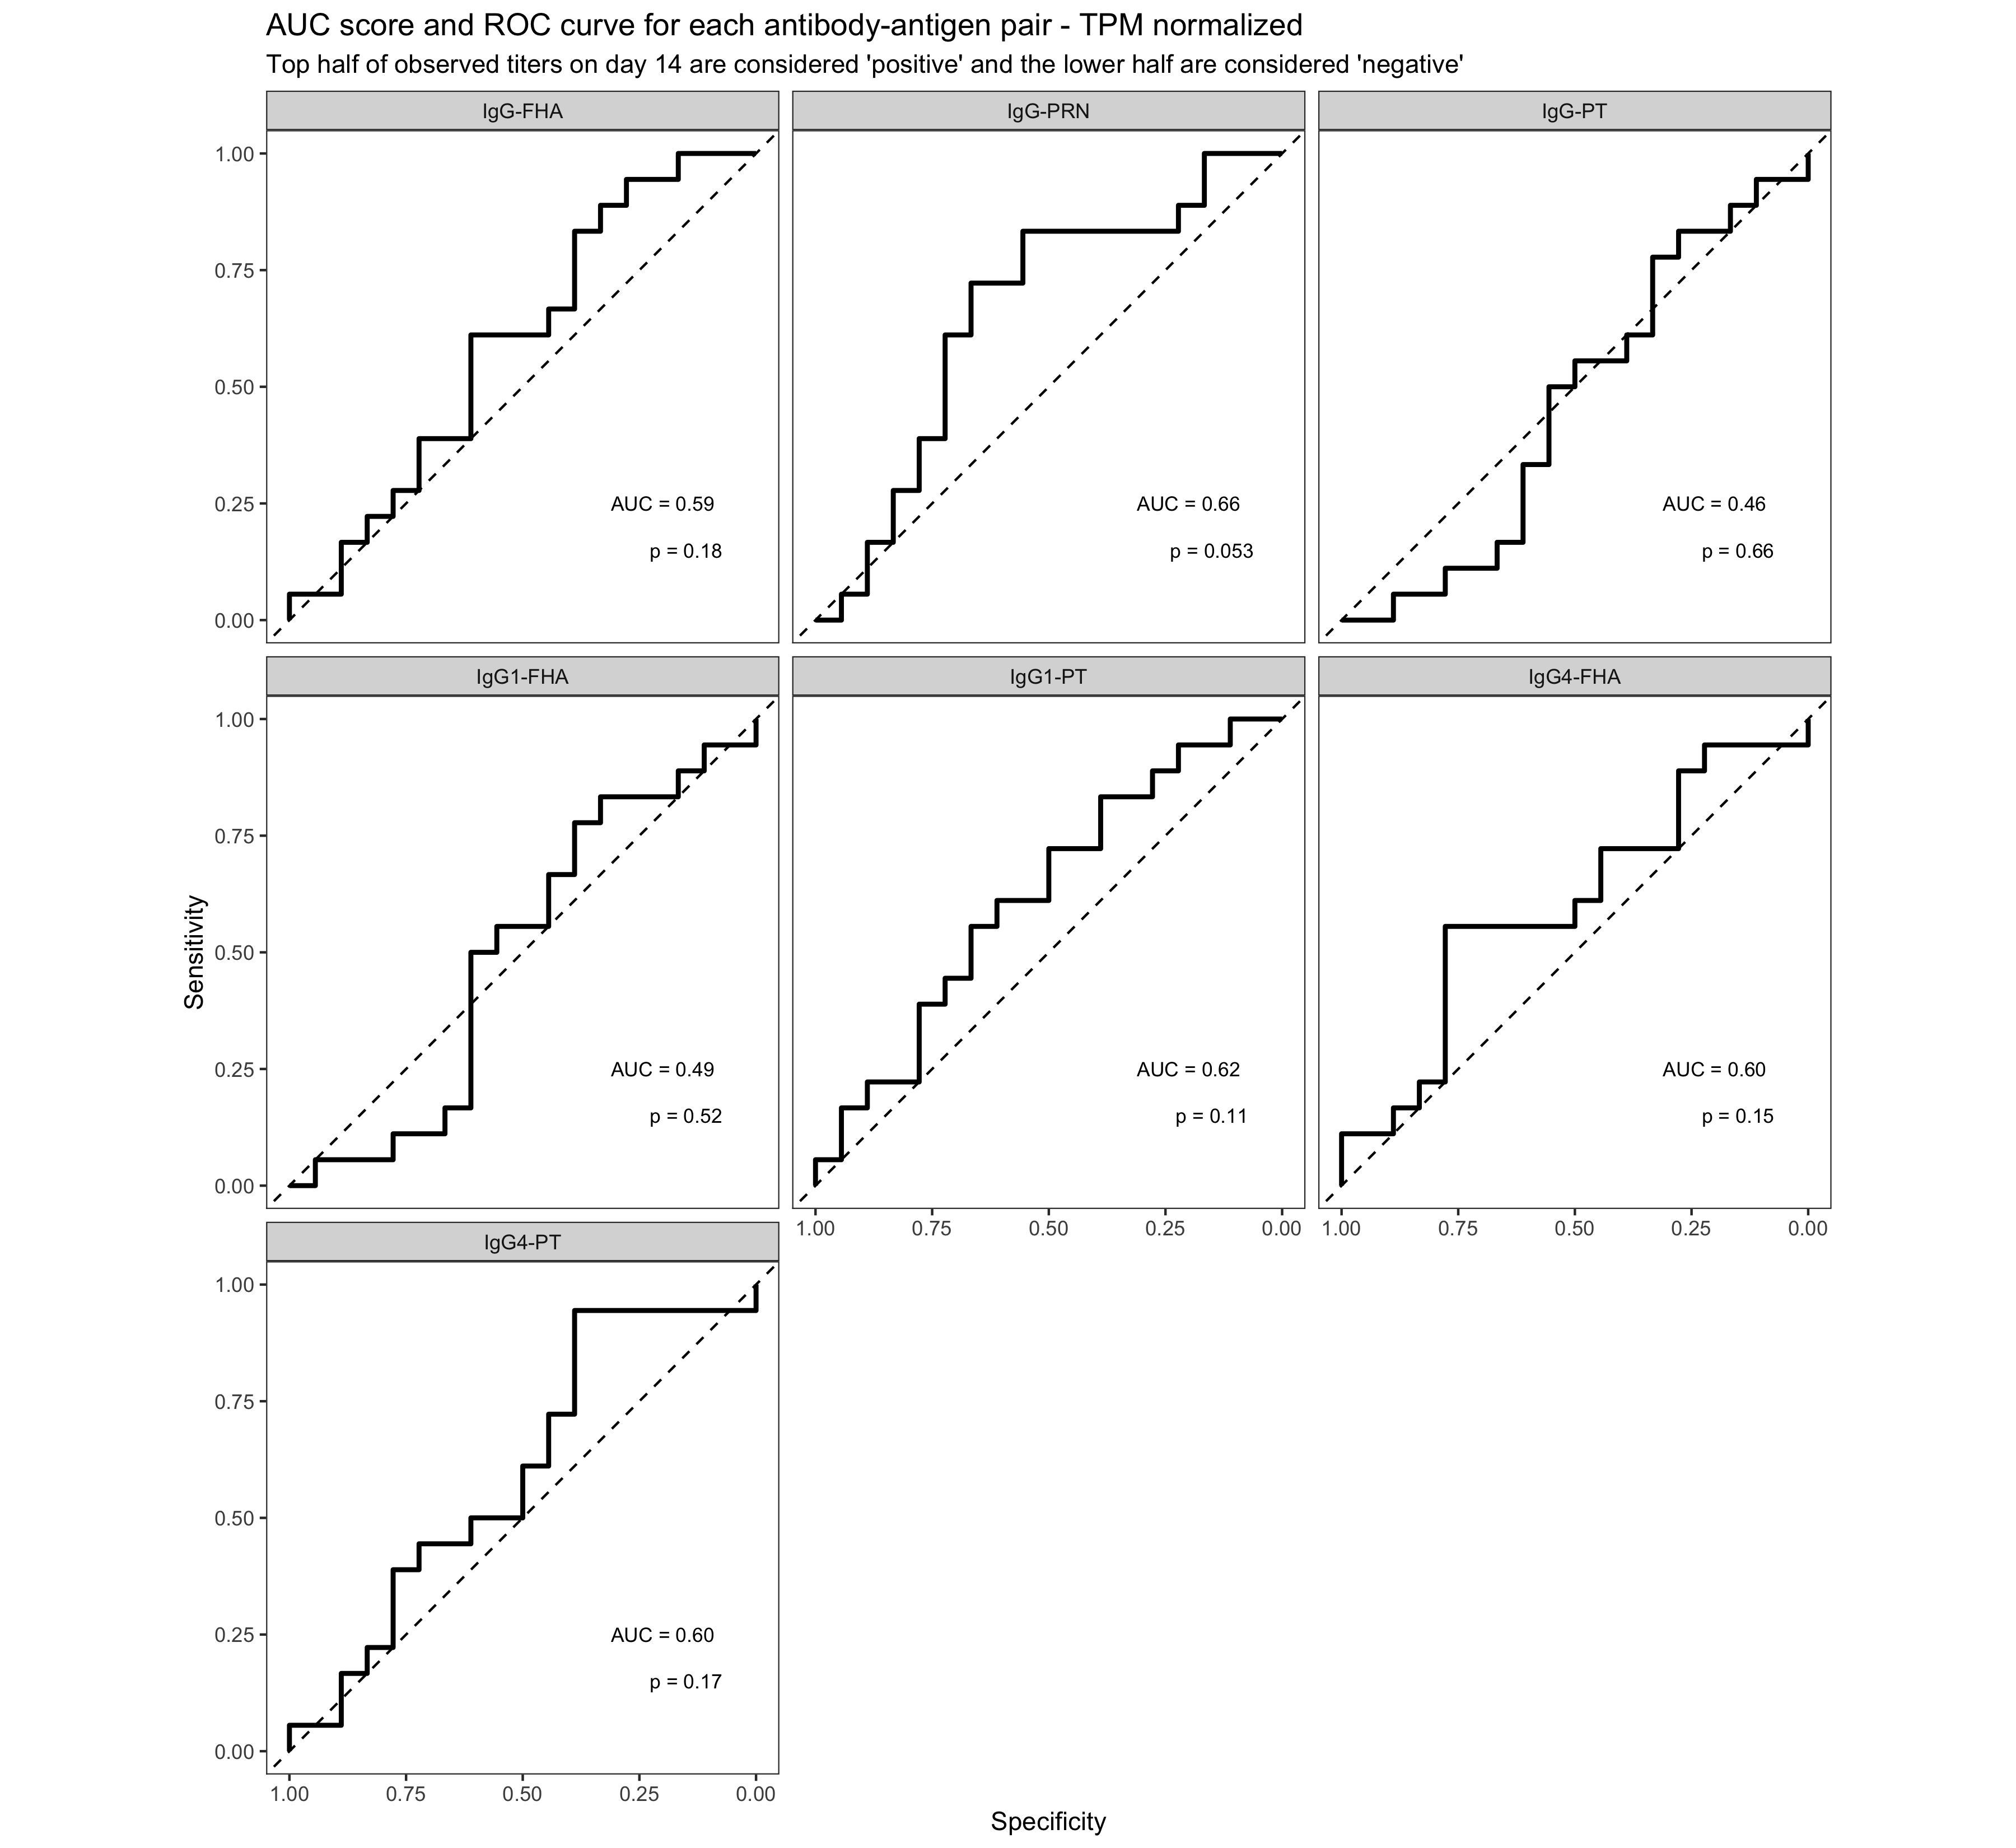 AUC score and ROC curve for each antibody-antigen pair - TPM normalized
Top half of observed titers on day 14 are considered 'positive' and the lower half are considered 'negative'
IgG-FHA
IgG-PRN
IgG-PT
1.00
0.75
0.50
0.25
0.00
AUC = 0.59
p = 0.18
AUC = 0.66
p = 0.053
AUC = 0.46
p = 0.66
IgG1-FHA
IgG1-PT
IgG4-FHA
Sensitivity
1.00
0.75
0.50
0.25
0.00
AUC = 0.49
p = 0.52
AUC = 0.62
p = 0.11
AUC = 0.60
p = 0.15
1.00 0.75 0.50 0.25 0.00
1.00 0.75 0.50 0.25 0.00
IgG4-PT
1.00
0.75
0.50
0.25
0.00
AUC = 0.60
p = 0.17
1.00 0.75 0.50 0.25 0.00
Specificity